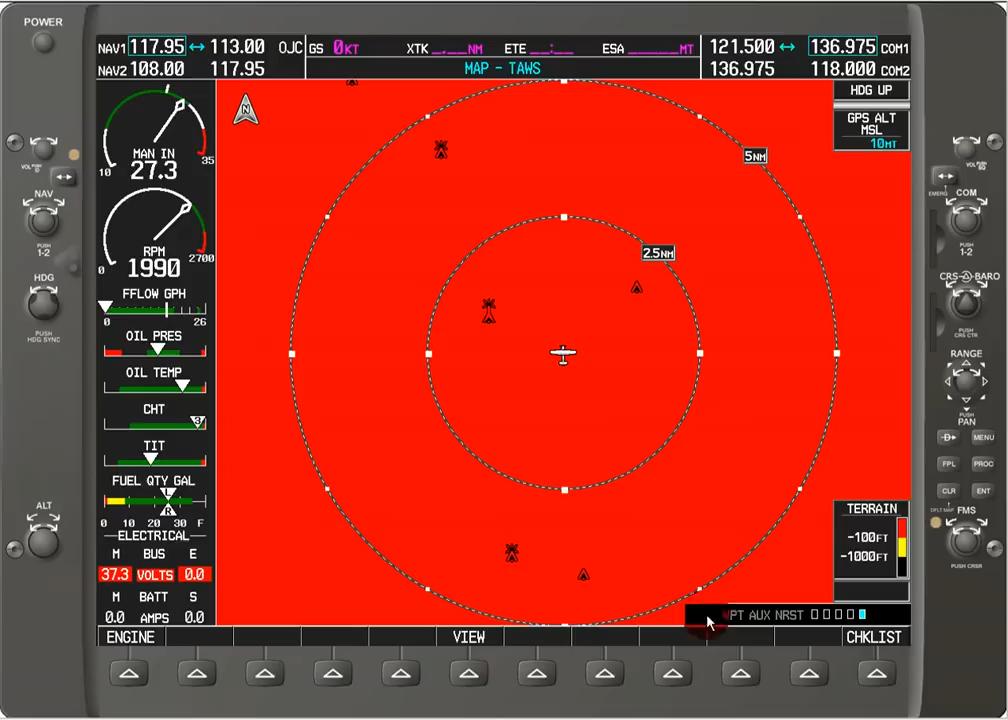 POWER
NAV1 117.95 ↔ 113.00 OJC GS 0KT XTK _.__NM ETE __:__ ESA _____MT 121.500 ↔ 136.975 COM1
NAV2 108.00 117.95 MAP - TAWS 136.975 118.000 COM2
N
HDG UP
GPS ALT
MSL
10MT
10
35
MAN IN
27.3
0
2700
RPM
1990
FFLOW GPH
0 26
OIL PRES
OIL TEMP
CHT
3
TIT
FUEL QTY GAL
L
R
0 10 20 30 F
ELECTRICAL
M BUS E
37.3 VOLTS 0.0
M BATT S
0.0 AMPS 0.0
5NM
2.5NM
TERRAIN
-100FT
-1000FT
PT AUX NRST
ENGINE VIEW CHKLIST
NAV
PUSH
1-2
HDG
PUSH
HDG SYNC
ALT
EMERG
COM
PUSH
1-2
CRS BARO
PUSH
CRS CTR
RANGE
PUSH
PAN
D MENU
FPL PROC
CLR ENT
DFLT MAP
FMS
PUSH CRSR